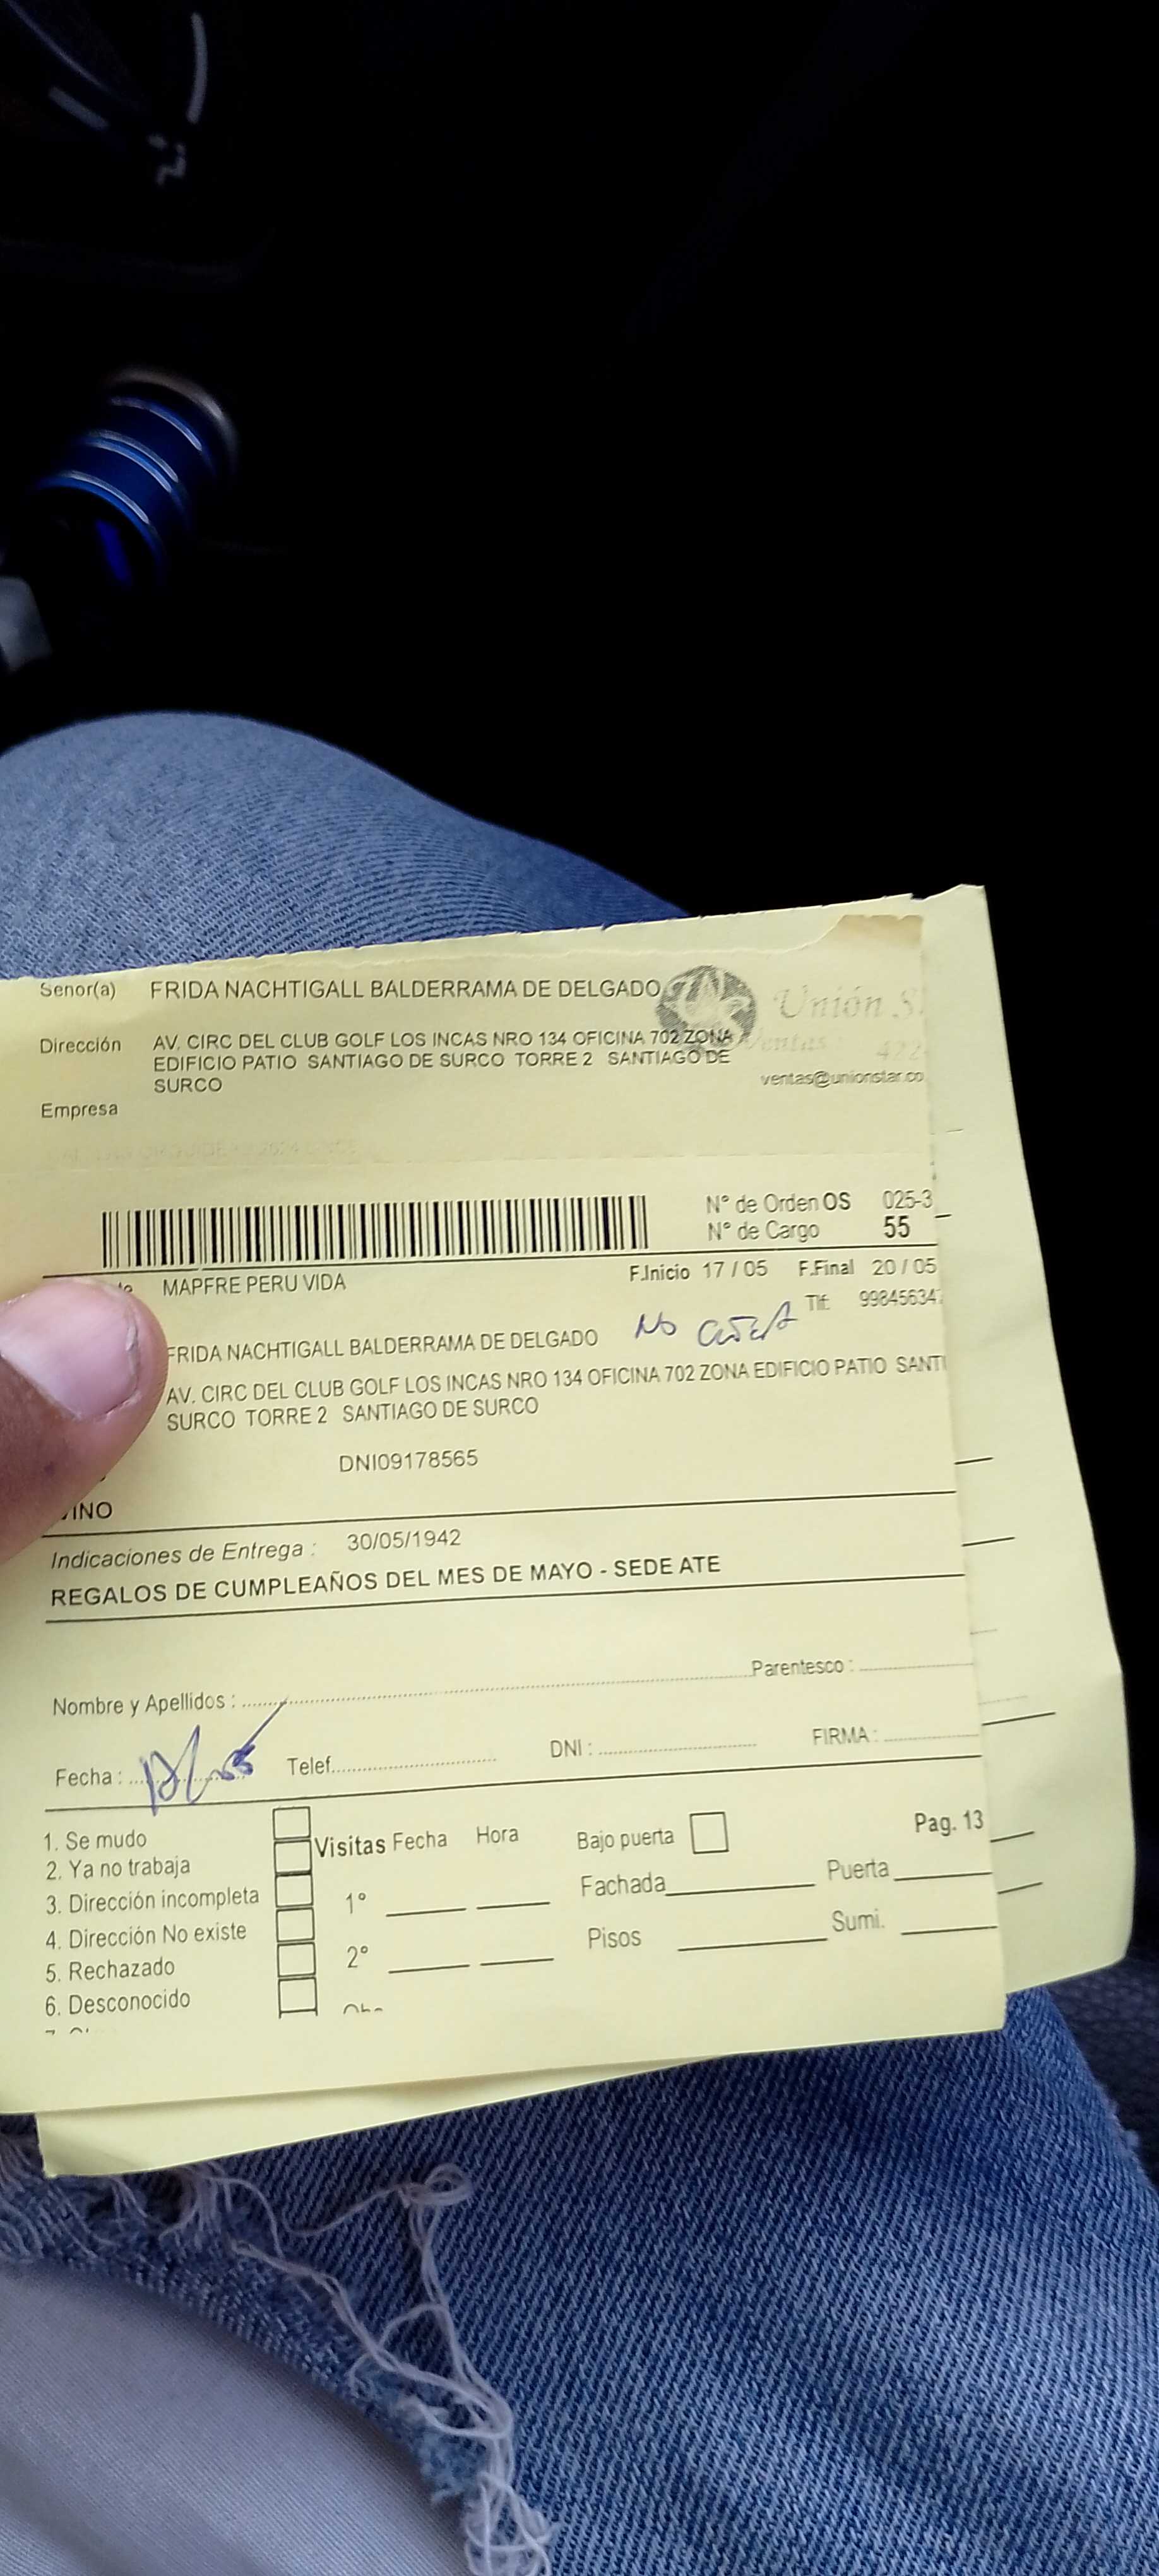 Senor(a) FRIDA NACHTIGALL BALDERRAMA DE DELGADO
Unión S
Dirección AV. CIRC DEL CLUB GOLF LOS INCAS NRO 134 OFICINA 702 ZONA
EDIFICIO PATIO SANTIAGO DE SURCO TORRE 2 SANTIAGO DE
SURCO
Ventas: 422-
ventas@unionstar.co
Empresa
N° de Orden OS 025-3
N° de Cargo 55
MAPFRE PERU VIDA F.Inicio 17 / 05 F.Final 20 / 05
Tlf: 99845634
FRIDA NACHTIGALL BALDERRAMA DE DELGADO No
AV. CIRC DEL CLUB GOLF LOS INCAS NRO 134 OFICINA 702 ZONA EDIFICIO PATIO SANTI
SURCO TORRE 2 SANTIAGO DE SURCO
DNI09178565
VINO
Indicaciones de Entrega : 30/05/1942
REGALOS DE CUMPLEAÑOS DEL MES DE MAYO - SEDE ATE
Nombre y Apellidos : Parentesco :
Fecha : Telef. DNI : FIRMA :
1. Se mudo
2. Ya no trabaja
3. Dirección incompleta
4. Dirección No existe
5. Rechazado
6. Desconocido
Visitas Fecha Hora
1°
2°
Bajo puerta
Fachada Puerta
Pisos Sumi.
Pag. 13